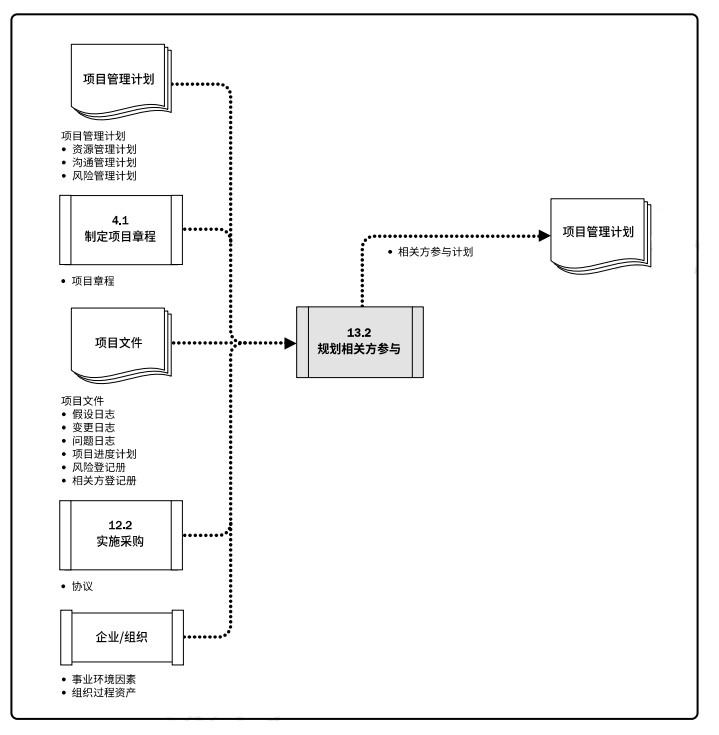 项目管理计划
项目管理计划
• 资源管理计划
• 沟通管理计划
• 风险管理计划
4.1
制定项目章程
• 项目章程
项目文件
项目文件
• 假设日志
• 变更日志
• 问题日志
• 项目进度计划
• 风险登记册
• 相关方登记册
12.2
实施采购
• 协议
企业/组织
• 事业环境因素
• 组织过程资产
13.2
规划相关方参与
• 相关方参与计划
项目管理计划